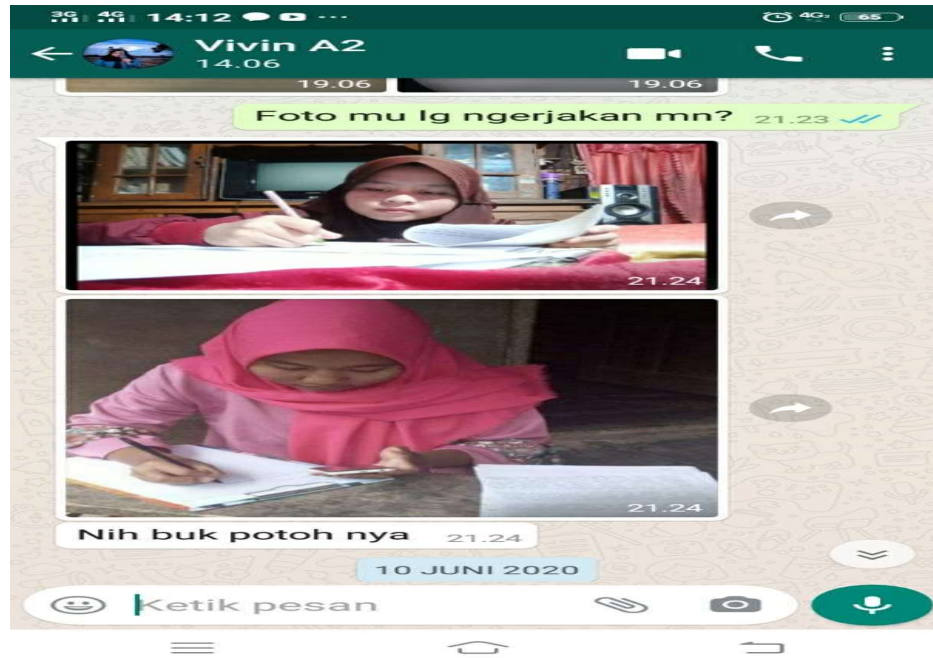 3G 4G 14:12 ... 4G 65
Vivin A2
14.06
19.06 19.06
Foto mu lg ngerjakan mn? 21.23
21.24
21.24
Nih buk potoh nya 21.24
10 JUNI 2020
Ketik pesan